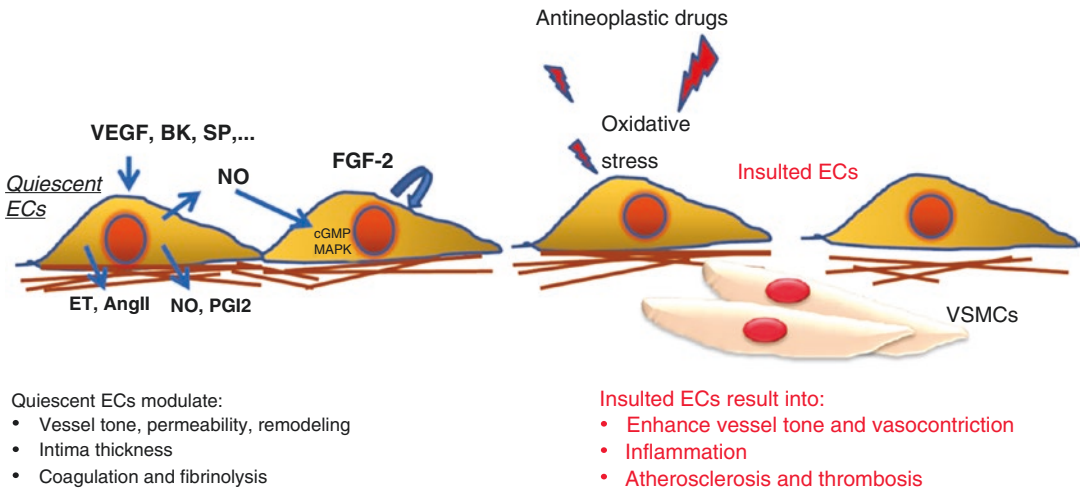 Antineoplastic drugs
VEGF, BK, SP,...
Oxidative
stress
Quiescent
ECs
NO
FGF-2
Insulted ECs
cGMP
MAPK
ET, AngII
NO, PGI2
VSMCs
Quiescent ECs modulate:
• Vessel tone, permeability, remodeling
• Intima thickness
• Coagulation and fibrinolysis
Insulted ECs result into:
• Enhance vessel tone and vasocontriction
• Inflammation
• Atherosclerosis and thrombosis